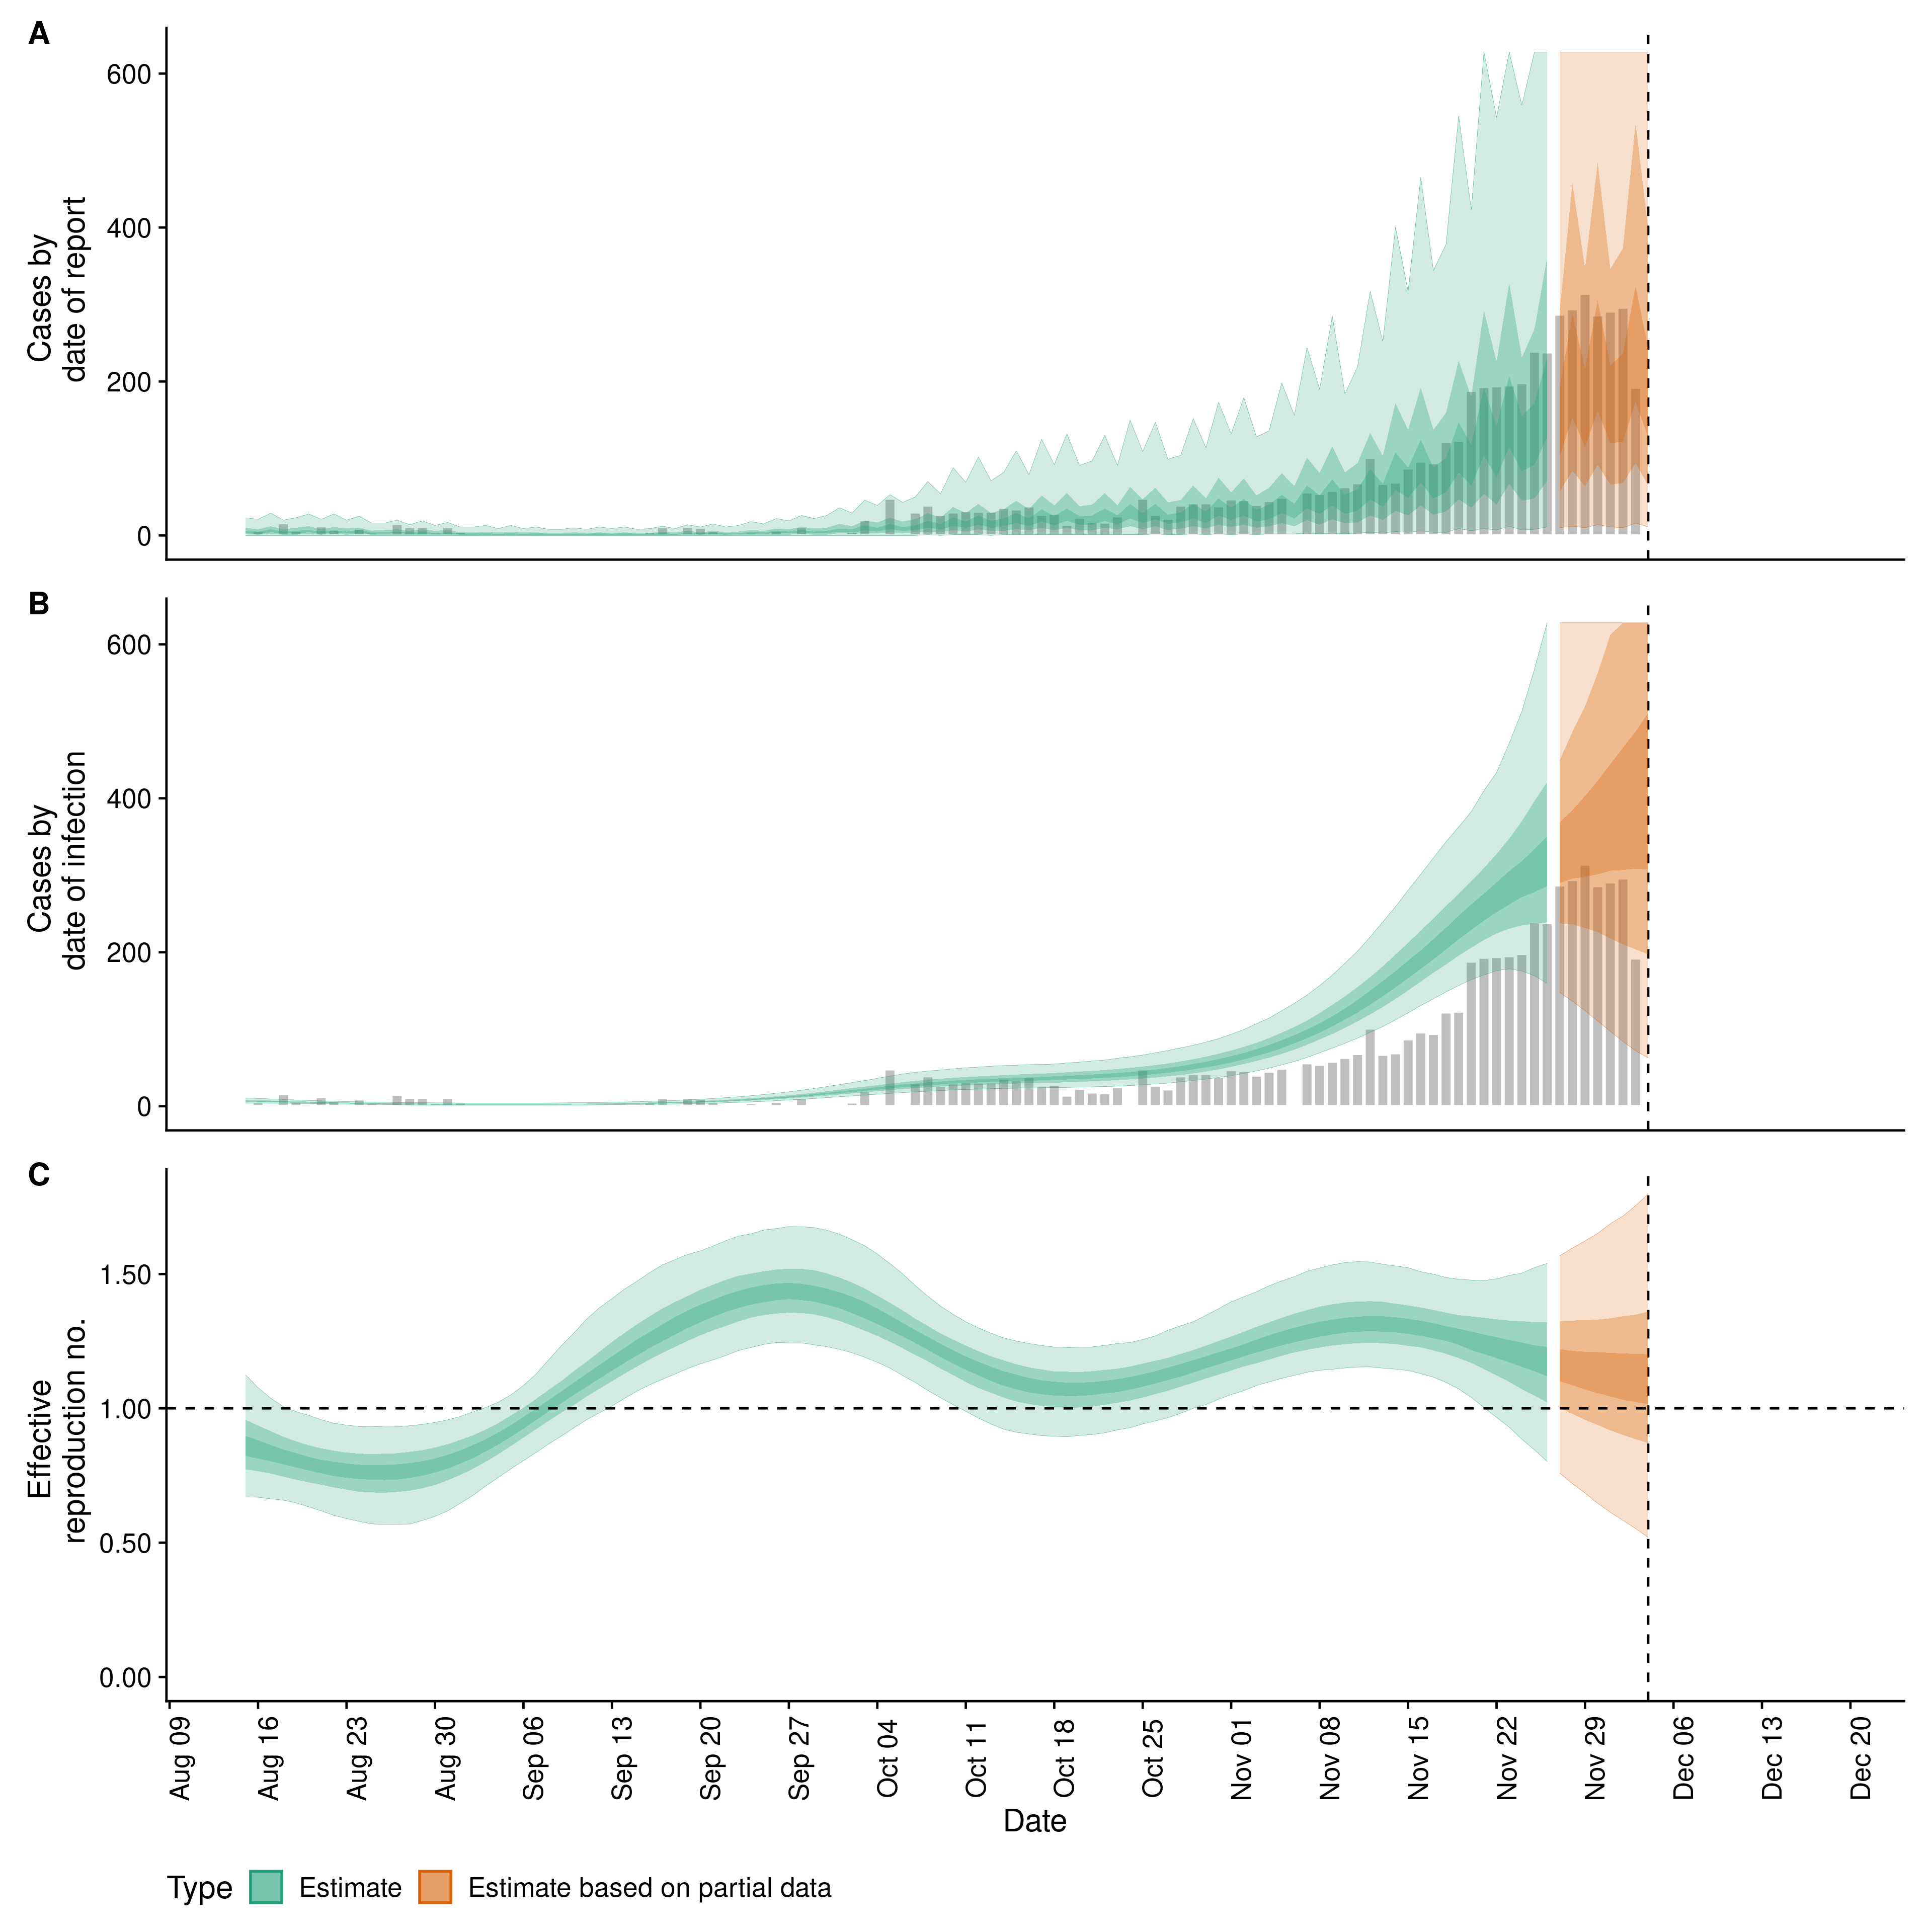 A
600
400
200
0
Cases by
date of report
B
600
400
200
0
Cases by
date of infection
C
1.50
1.00
0.50
0.00
Effective
reproduction no.
Aug 09
Aug 16
Aug 23
Aug 30
Sep 06
Sep 13
Sep 20
Sep 27
Oct 04
Oct 11
Oct 18
Oct 25
Nov 01
Nov 08
Nov 15
Nov 22
Nov 29
Dec 06
Dec 13
Dec 20
Date
Type Estimate Estimate based on partial data